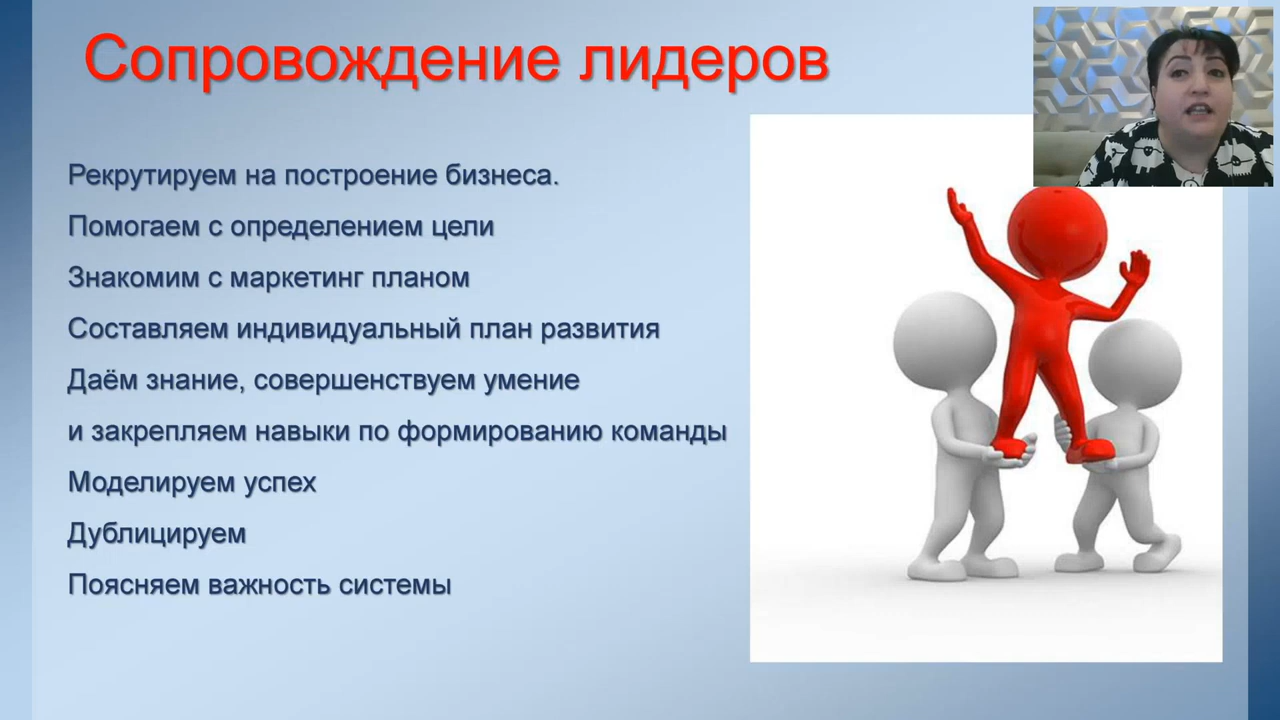 Сопровождение лидеров
Рекрутируем на построение бизнеса.
Помогаем с определением цели
Знакомим с маркетинг планом
Составляем индивидуальный план развития
Даём знание, совершенствуем умение
и закрепляем навыки по формированию команды
Моделируем успех
Дублицируем
Поясняем важность системы